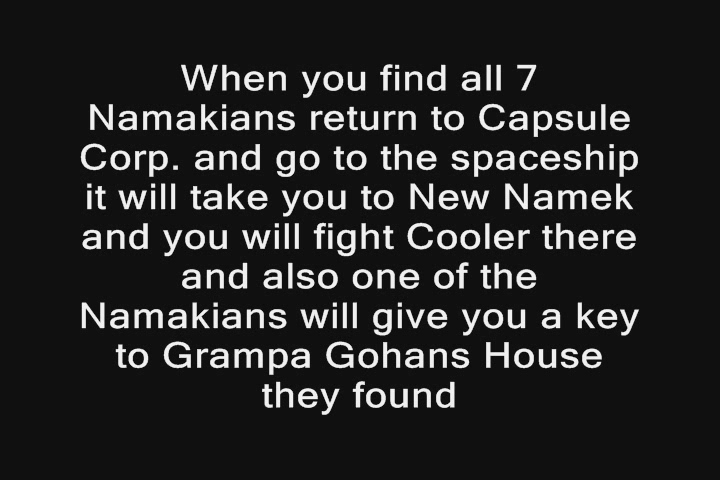 When you find all 7
Namakians return to Capsule
Corp. and go to the spaceship
it will take you to New Namek
and you will fight Cooler there
and also one of the
Namakians will give you a key
to Grampa Gohans House
they found